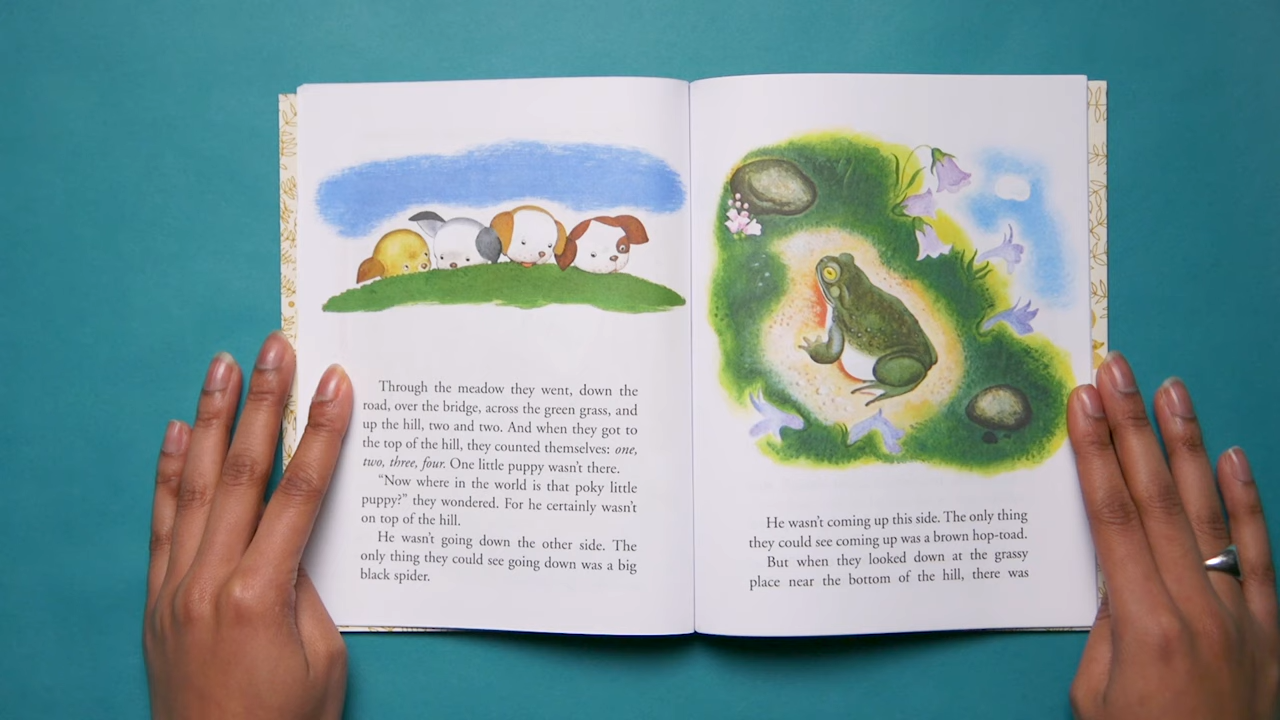 Through the meadow they went, down the
road, over the bridge, across the green grass, and
up the hill, two and two. And when they got to
the top of the hill, they counted themselves: one,
two, three, four. One little puppy wasn't there.
“Now where in the world is that poky little
puppy?” they wondered. For he certainly wasn't
on top of the hill.
He wasn't going down the other side. The
only thing they could see going down was a big
black spider.
He wasn't coming up this side. The only thing
they could see coming up was a brown hop-toad.
But when they looked down at the grassy
place near the bottom of the hill, there was